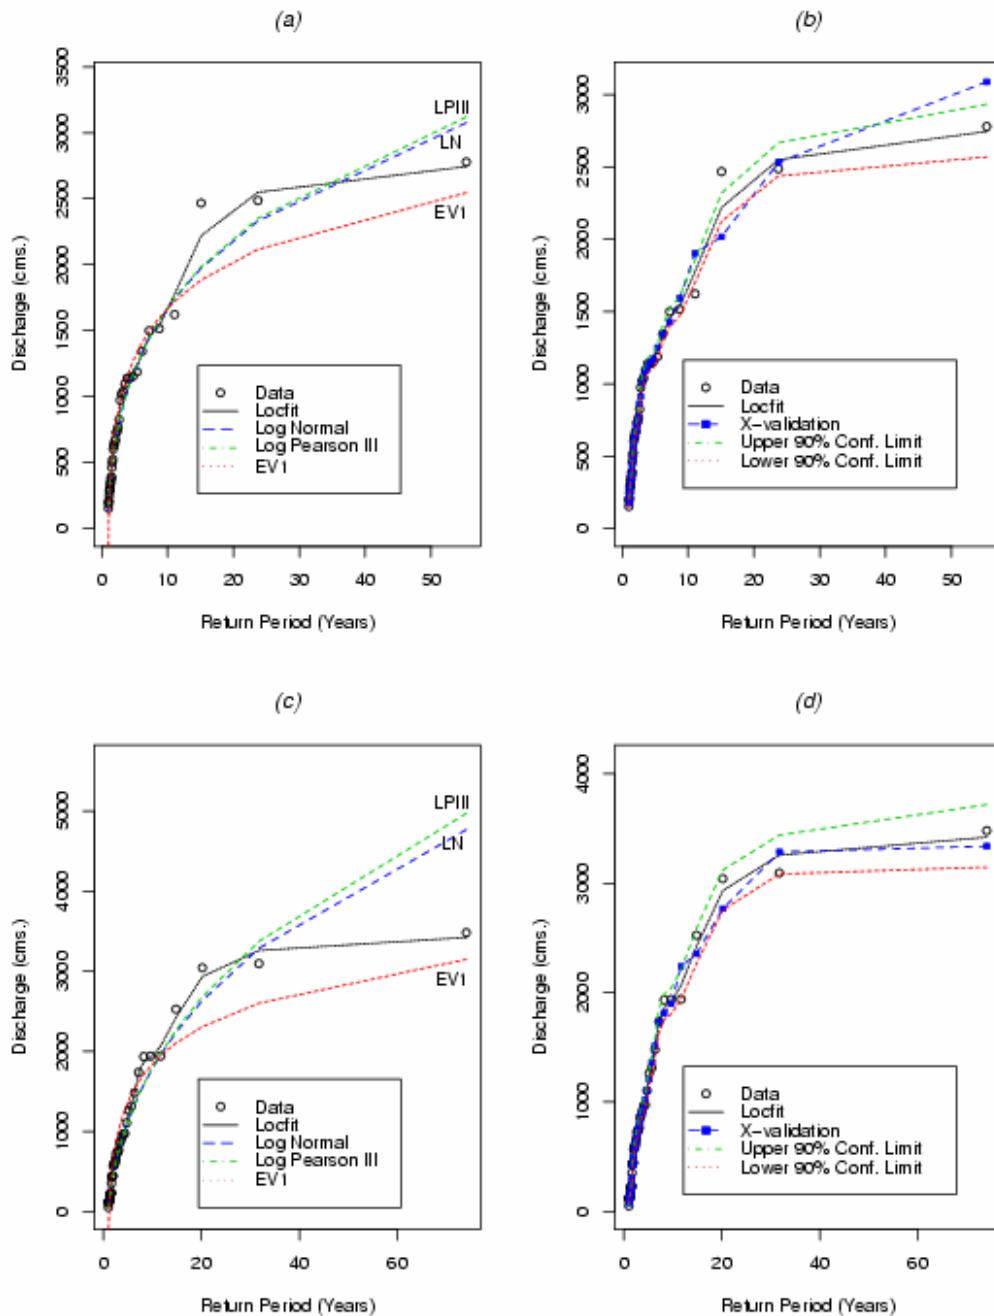 (a)
3500
3000
2500
2000
1500
1000
500
0
Discharge (cms.)
LPIII
LN
EV1
Data
Locfit
Log Normal
Log Pearson III
EV1
0 10 20 30 40 50
Return Period (Years)
(b)
3000
2500
2000
1500
1000
500
0
Discharge (cms.)
Data
Locfit
X-validation
Upper 90% Conf. Limit
Lower 90% Conf. Limit
0 10 20 30 40 50
Return Period (Years)
(c)
5000
4000
3000
2000
1000
0
Discharge (cms.)
LPIII
LN
EV1
Data
Locfit
Log Normal
Log Pearson III
EV1
0 20 40 60
Return Period (Years)
(d)
4000
3000
2000
1000
0
Discharge (cms.)
Data
Locfit
X-validation
Upper 90% Conf. Limit
Lower 90% Conf. Limit
0 10 20 30 40 50 60
Return Period (Years)